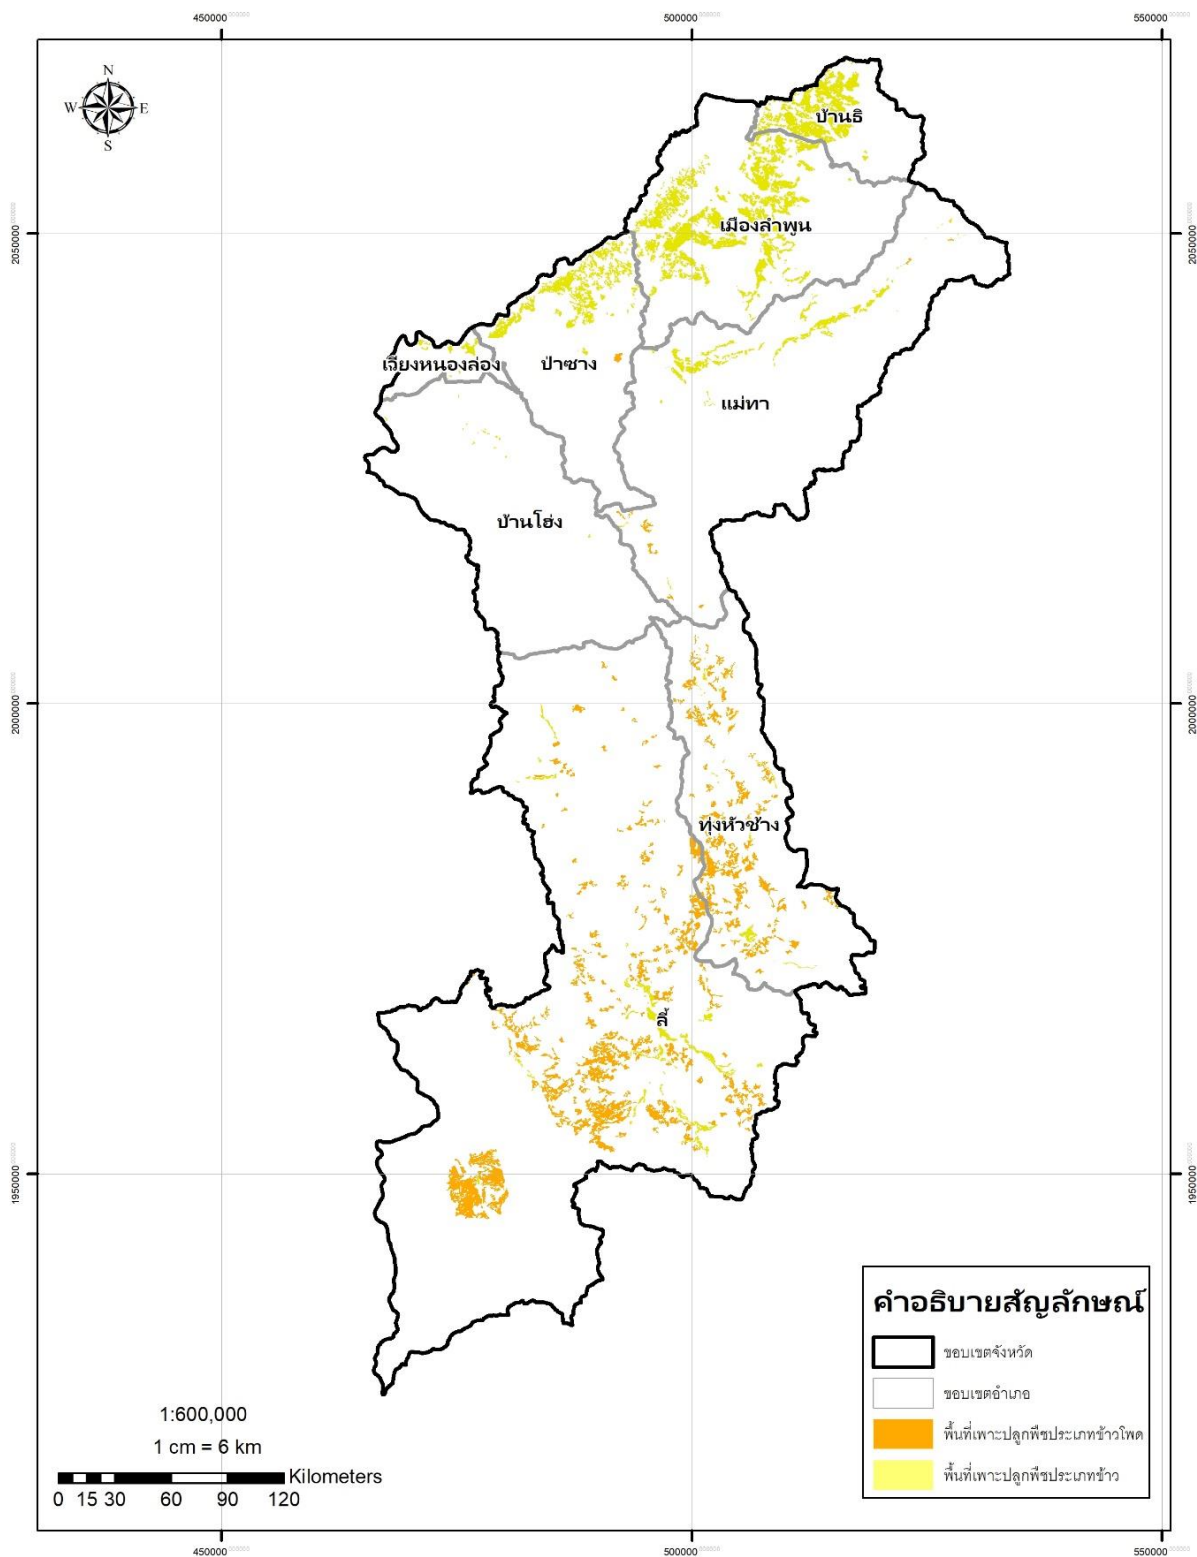 450000 500000 550000
N
W E
S
บ้านธิ
เมืองลำพูน
2050000 2050000
เวียงหนองล่อง
ป่าซาง
แม่ทา
บ้านโฮ่ง
2000000 2000000
ทุ่งหัวช้าง
ลี้
1950000 1950000
คำอธิบายสัญลักษณ์
ขอบเขตจังหวัด
ขอบเขตอำเภอ
พื้นที่เพาะปลูกพืชประเภทข้าวโพด
พื้นที่เพาะปลูกพืชประเภทข้าว
1:600,000
1 cm = 6 km
Kilometers
0 15 30 60 90 120
450000 500000 550000